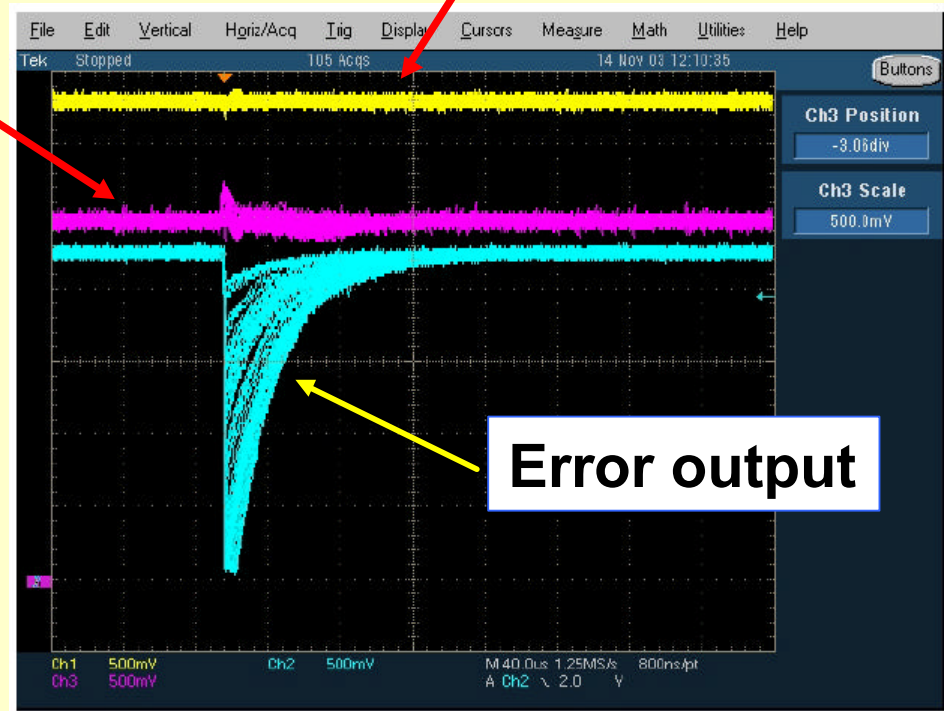 File Edit Vertical Horiz/Acq Trig Display Cursors Measure Math Utilities Help
Tek Stopped 105 Acqs 14 Nov 03 12:10:35
Buttons
Ch3 Position
-3.06div
Ch3 Scale
500.0mV
Error output
Ch1 500mV Ch2 500mV M 40.0us 1.25MS/s 800ns/pt
Ch3 500mV A Ch2 \ 2.0 V